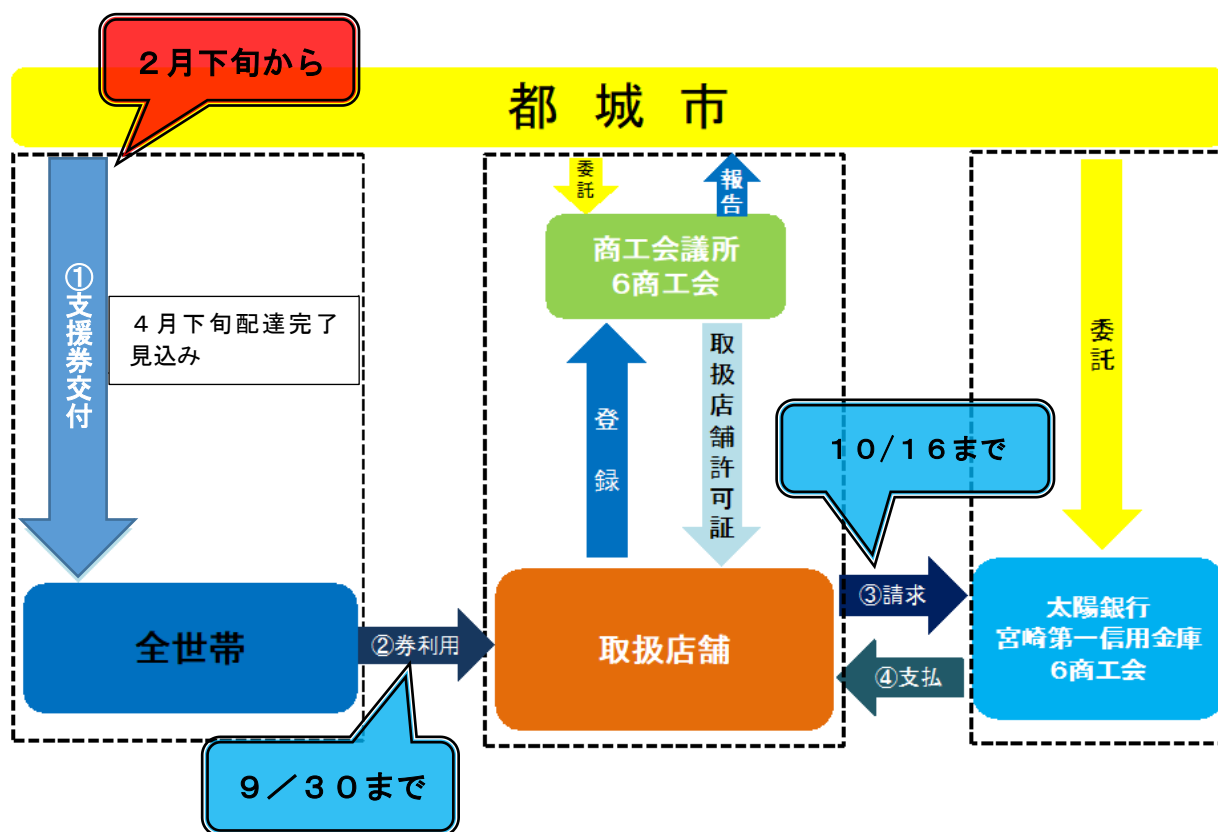 ２月下旬から
都城市
①支援券交付
４月下旬配達完了
見込み
委託
報告
商工会議所
6商工会
登録
取扱店舗許可証
委託
１０/１６まで
全世帯
②券利用
取扱店舗
③請求
④支払
太陽銀行
宮崎第一信用金庫
6商工会
９／３０まで